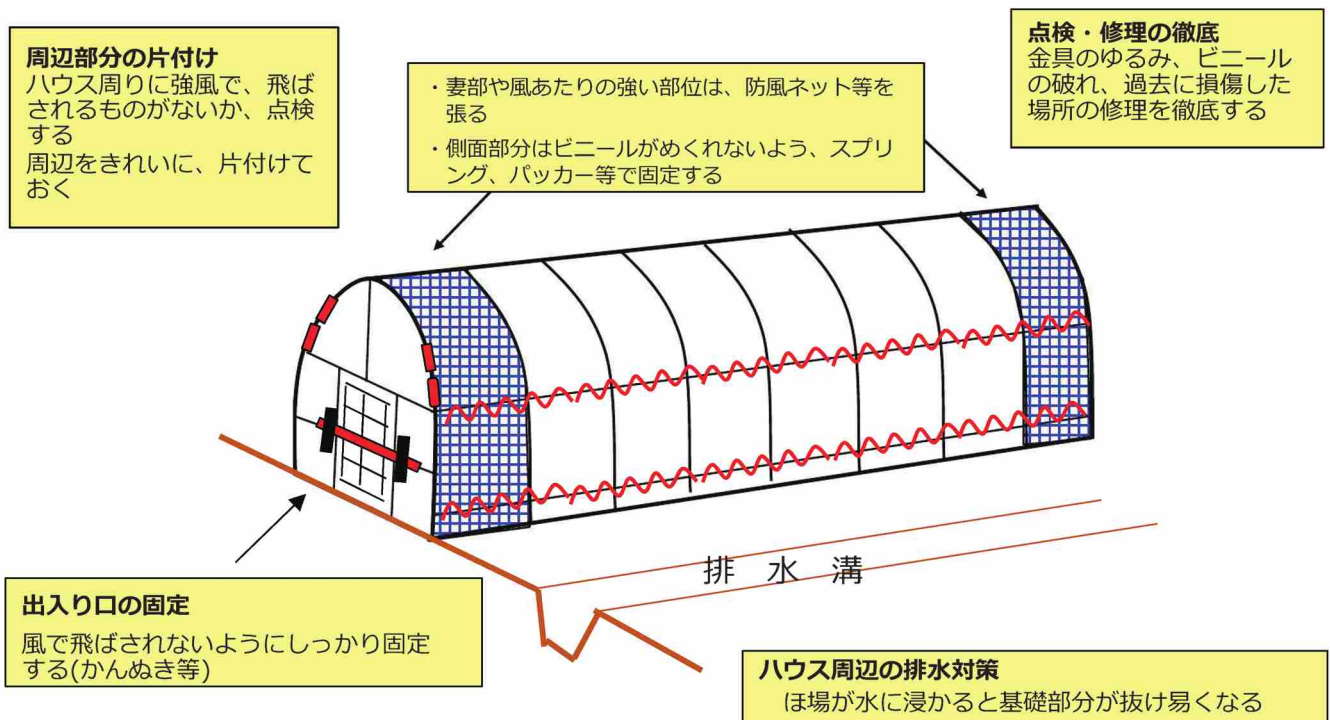 周辺部分の片付け
ハウス周りに強風で、飛ば
されるものがないか、点検
する
周辺をきれいに、片付けて
おく
・妻部や風あたりの強い部位は、防風ネット等を
張る
・側面部分はビニールがめくれないよう、スプリ
ング、パッカー等で固定する
点検・修理の徹底
金具のゆるみ、ビニール
の破れ、過去に損傷した
場所の修理を徹底する
排水溝
出入り口の固定
風で飛ばされないようにしっかり固定
する(かんぬき等)
ハウス周辺の排水対策
ほ場が水に浸かると基礎部分が抜け易くなる